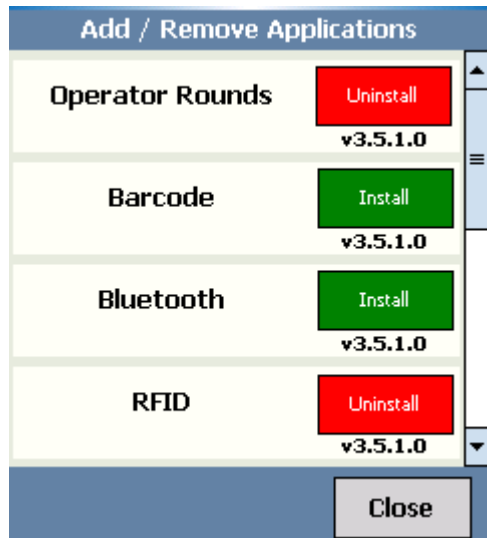 Add / Remove Applications
Operator Rounds
Uninstall
v3.5.1.0
Barcode
Install
v3.5.1.0
Bluetooth
Install
v3.5.1.0
RFID
Uninstall
v3.5.1.0
Close